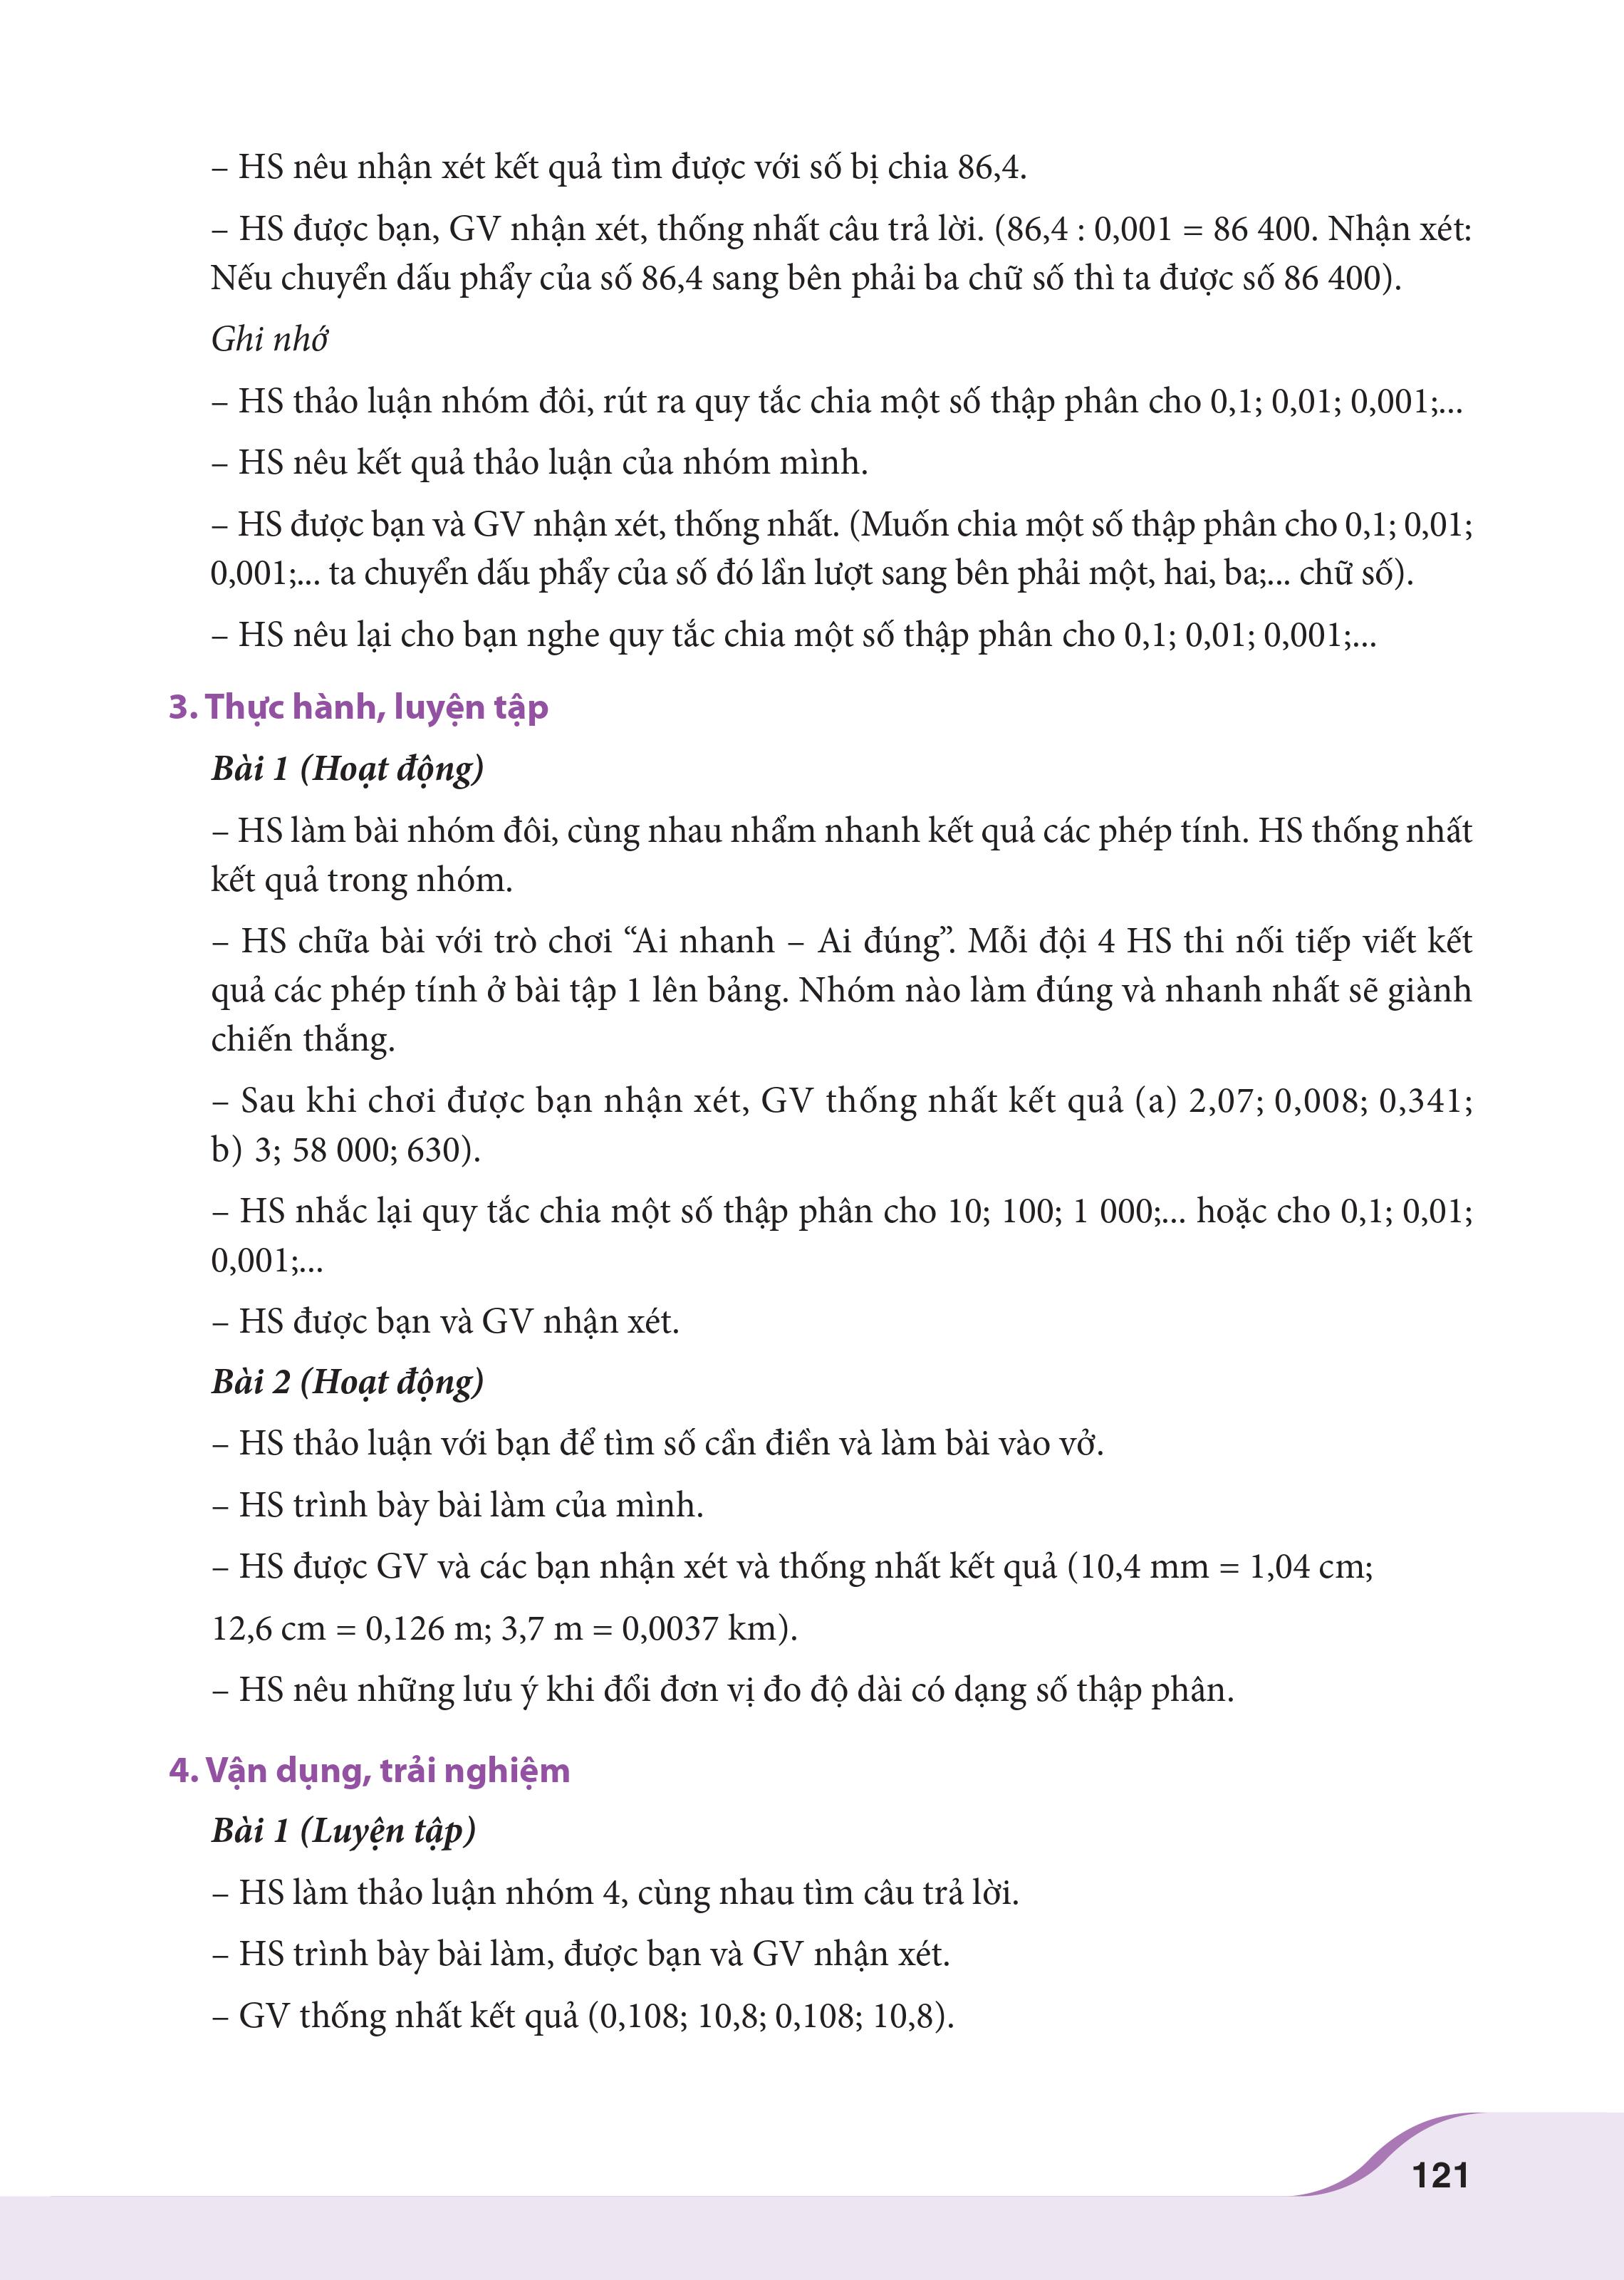 – HS nêu nhận xét kết quả tìm được với số bị chia 86,4.
– HS được bạn, GV nhận xét, thống nhất câu trả lời. (86,4 : 0,001 = 86 400. Nhận xét:
Nếu chuyển dấu phẩy của số 86,4 sang bên phải ba chữ số thì ta được số 86 400).
Ghi nhớ
– HS thảo luận nhóm đôi, rút ra quy tắc chia một số thập phân cho 0,1; 0,01; 0,001;...
– HS nêu kết quả thảo luận của nhóm mình.
– HS được bạn và GV nhận xét, thống nhất. (Muốn chia một số thập phân cho 0,1; 0,01;
0,001;... ta chuyển dấu phẩy của số đó lần lượt sang bên phải một, hai, ba;... chữ số).
– HS nêu lại cho bạn nghe quy tắc chia một số thập phân cho 0,1; 0,01; 0,001;...
3. Thực hành, luyện tập
Bài 1 (Hoạt động)
– HS làm bài nhóm đôi, cùng nhau nhẩm nhanh kết quả các phép tính. HS thống nhất
kết quả trong nhóm.
– HS chữa bài với trò chơi “Ai nhanh – Ai đúng”. Mỗi đội 4 HS thi nối tiếp viết kết
quả các phép tính ở bài tập 1 lên bảng. Nhóm nào làm đúng và nhanh nhất sẽ giành
chiến thắng.
– Sau khi chơi được bạn nhận xét, GV thống nhất kết quả (a) 2,07; 0,008; 0,341;
b) 3; 58 000; 630).
– HS nhắc lại quy tắc chia một số thập phân cho 10; 100; 1 000;... hoặc cho 0,1; 0,01;
0,001;...
– HS được bạn và GV nhận xét.
Bài 2 (Hoạt động)
– HS thảo luận với bạn để tìm số cần điền và làm bài vào vở.
– HS trình bày bài làm của mình.
– HS được GV và các bạn nhận xét và thống nhất kết quả (10,4 mm = 1,04 cm;
12,6 cm = 0,126 m; 3,7 m = 0,0037 km).
– HS nêu những lưu ý khi đổi đơn vị đo độ dài có dạng số thập phân.
4. Vận dụng, trải nghiệm
Bài 1 (Luyện tập)
– HS làm thảo luận nhóm 4, cùng nhau tìm câu trả lời.
– HS trình bày bài làm, được bạn và GV nhận xét.
– GV thống nhất kết quả (0,108; 10,8; 0,108; 10,8).
121